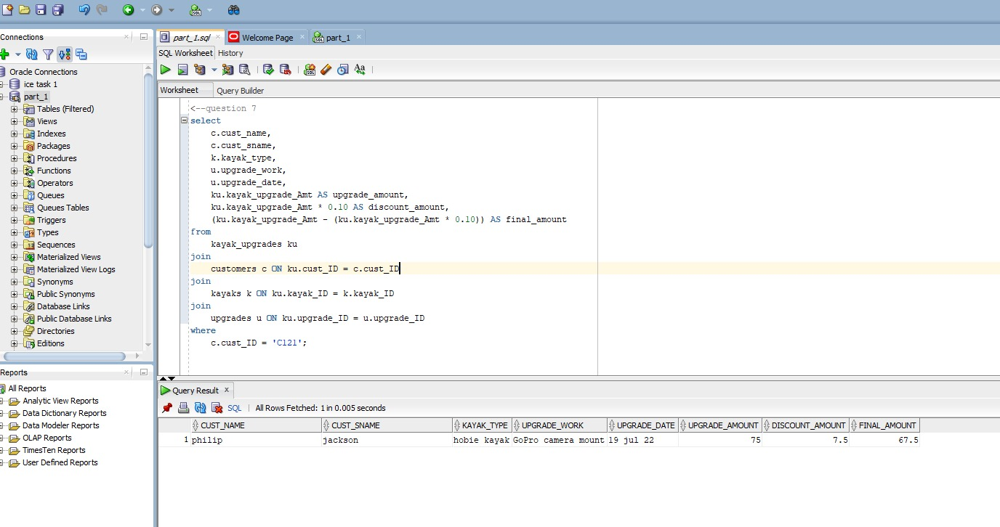 Connections
Oracle Connections
ice task 1
part_1
Tables (Filtered)
Views
Indexes
Packages
Procedures
Functions
Operators
Queues
Queues Tables
Triggers
Types
Sequences
Materialized Views
Materialized View Logs
Synonyms
Public Synonyms
Database Links
Public Database Links
Directories
Editions
Reports
All Reports
Analytic View Reports
Data Dictionary Reports
Data Modeler Reports
OLAP Reports
TimesTen Reports
User Defined Reports
part_1.sql Welcome Page part_1
SQL Worksheet History
Worksheet Query Builder
<--question 7
select
c.cust_name,
c.cust_sname,
k.kayak_type,
u.upgrade_work,
u.upgrade_date,
ku.kayak_upgrade_Amt AS upgrade_amount,
ku.kayak_upgrade_Amt * 0.10 AS discount_amount,
(ku.kayak_upgrade_Amt - (ku.kayak_upgrade_Amt * 0.10)) AS final_amount
from
kayak_upgrades ku
join
customers c ON ku.cust_ID = c.cust_ID
join
kayaks k ON ku.kayak_ID = k.kayak_ID
join
upgrades u ON ku.upgrade_ID = u.upgrade_ID
where
c.cust_ID = 'C121';
Query Result
SQL | All Rows Fetched: 1 in 0.005 seconds
CUST_NAME CUST_SNAME KAYAK_TYPE UPGRADE_WORK UPGRADE_DATE UPGRADE_AMOUNT DISCOUNT_AMOUNT FINAL_AMOUNT
1 philip jackson hobie kayak GoPro camera mount 19 jul 22 75 7.5 67.5